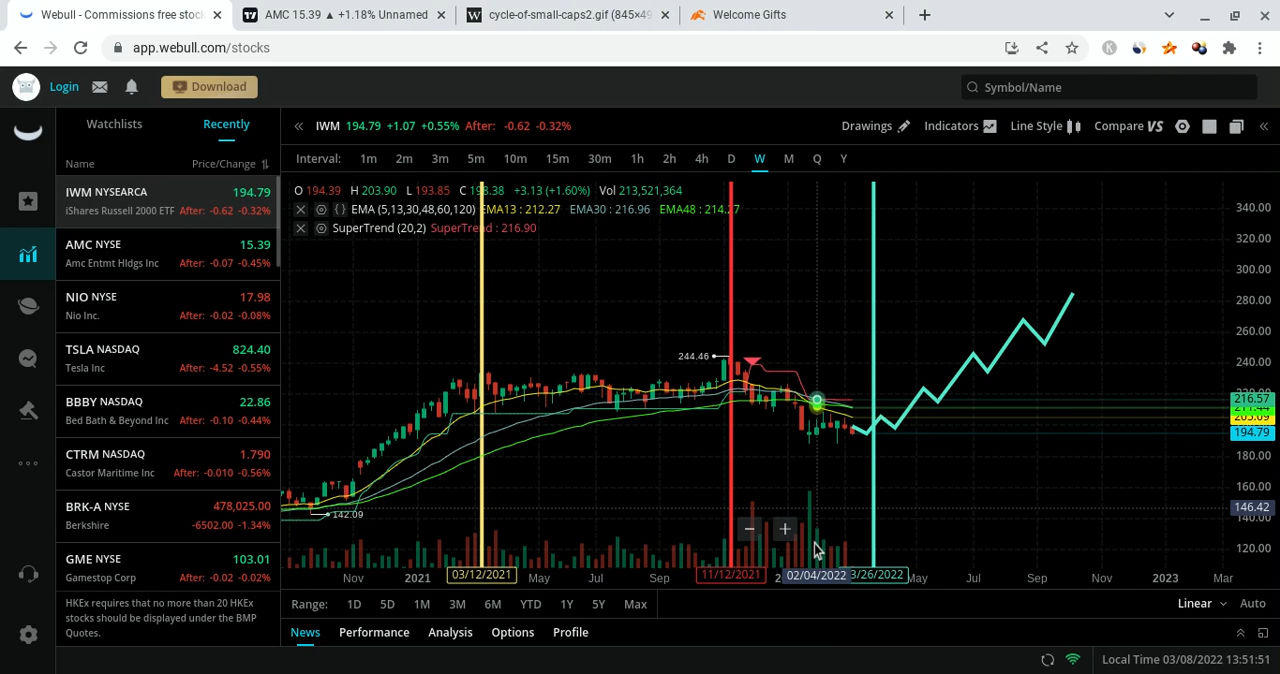 Webull - Commissions free stoc
AMC 15.39 ▲ +1.18% Unnamed
cycle-of-small-caps2.gif (845×49
Welcome Gifts
app.webull.com/stocks
Login
Download
Symbol/Name
Watchlists
Recently
Name
Price/Change
IWM NYSEARCA 194.79
iShares Russell 2000 ETF After: -0.62 -0.32%
AMC NYSE 15.39
Amc Entmt Hldgs Inc After: -0.07 -0.45%
NIO NYSE 17.98
Nio Inc. After: -0.02 -0.08%
TSLA NASDAQ 824.40
Tesla Inc After: -4.52 -0.55%
BBBY NASDAQ 22.86
Bed Bath & Beyond Inc After: -0.10 -0.44%
CTRM NASDAQ 1.790
Castor Maritime Inc After: -0.010 -0.56%
BRK-A NYSE 478,025.00
Berkshire -6502.00 -1.34%
GME NYSE 103.01
Gamestop Corp After: -0.02 -0.02%
HKEx requires that no more than 20 HKEx
stocks should be displayed under the BMP
Quotes.
IWM 194.79 +1.07 +0.55% After: -0.62 -0.32%
Drawings
Indicators
Line Style
Compare VS
Interval: 1m 2m 3m 5m 10m 15m 30m 1h 2h 4h D W M Q Y
O 194.39 H 203.90 L 193.85 C 198.38 +3.13 (+1.60%) Vol 213,521,364
EMA (5,13,30,48,60,120) EMA13 : 212.27 EMA30 : 216.96 EMA48 : 214.27
SuperTrend (20,2) SuperTrend : 216.90
244.46
142.09
340.00
320.00
300.00
280.00
260.00
240.00
220.00
216.57
194.79
180.00
160.00
146.42
140.00
120.00
Nov 2021 03/12/2021 May Jul Sep 11/12/2021 02/04/2022 3/26/2022 May Jul Sep Nov 2023 Mar
Range: 1D 5D 1M 3M 6M YTD 1Y 5Y Max
Linear
Auto
News
Performance
Analysis
Options
Profile
Local Time 03/08/2022 13:51:51